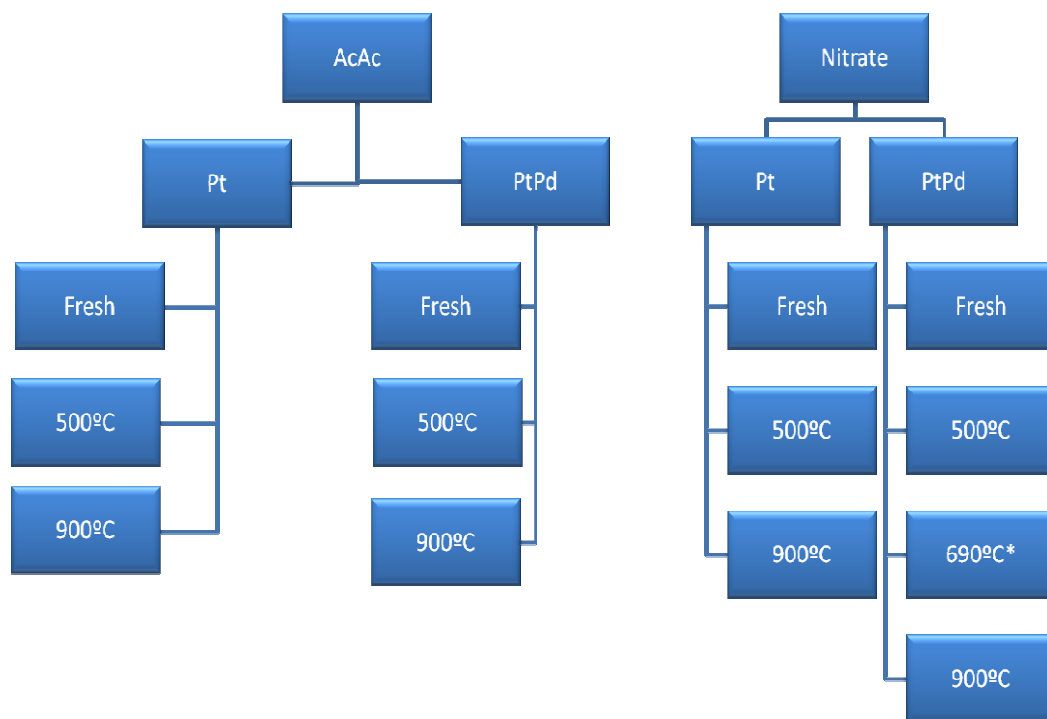 AcAc
Pt
PtPd
Fresh
500ºC
900ºC
Fresh
500ºC
900ºC
Nitrate
Pt
PtPd
Fresh
500ºC
900ºC
Fresh
500ºC
690ºC*
900ºC